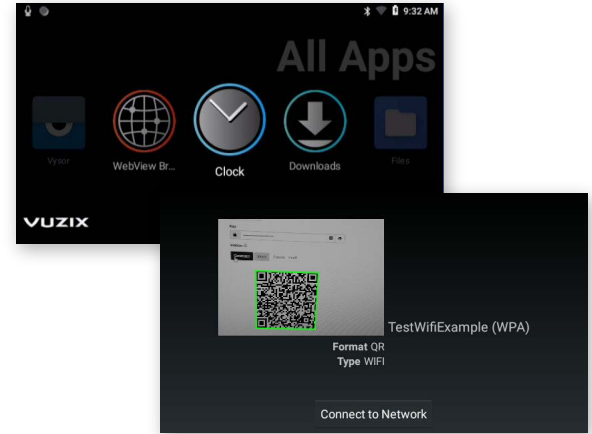 9:32 AM
All Apps
Vysor
WebView Br...
Clock
Downloads
Files
VUZIX
TestWifiExample (WPA)
Format QR
Type WIFI
Connect to Network